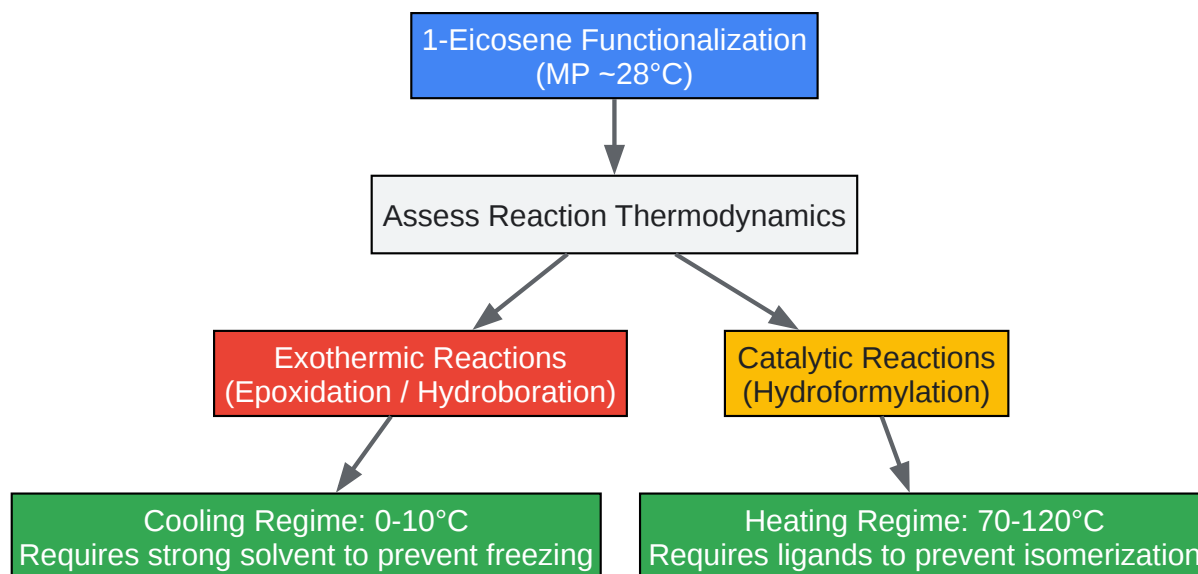 1-Eicosene Functionalization
(MP ~28°C)
Assess Reaction Thermodynamics
Exothermic Reactions
(Epoxidation / Hydroboration)
Catalytic Reactions
(Hydroformylation)
Cooling Regime: 0-10°C
Requires strong solvent to prevent freezing
Heating Regime: 70-120°C
Requires ligands to prevent isomerization